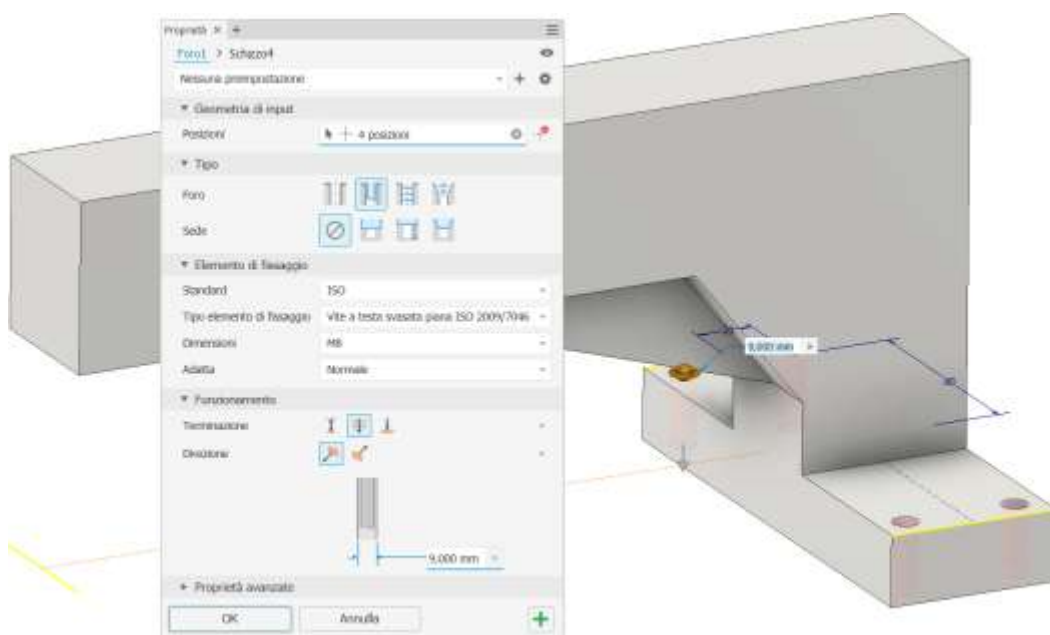 Proprietà × +
Foro1 > Schizzo4
Nessuna preimpostazione
Geometria di input
Posizioni 4 posizioni
Tipo
Foro
Sede
Elemento di fissaggio
Standard ISO
Tipo elemento di fissaggio Vite a testa svasata piana ISO 2009/7046
Dimensioni M8
Adatta Normale
Funzionamento
Terminazione
Direzione
9,000 mm
Proprietà avanzate
OK Annulla
9,000 mm